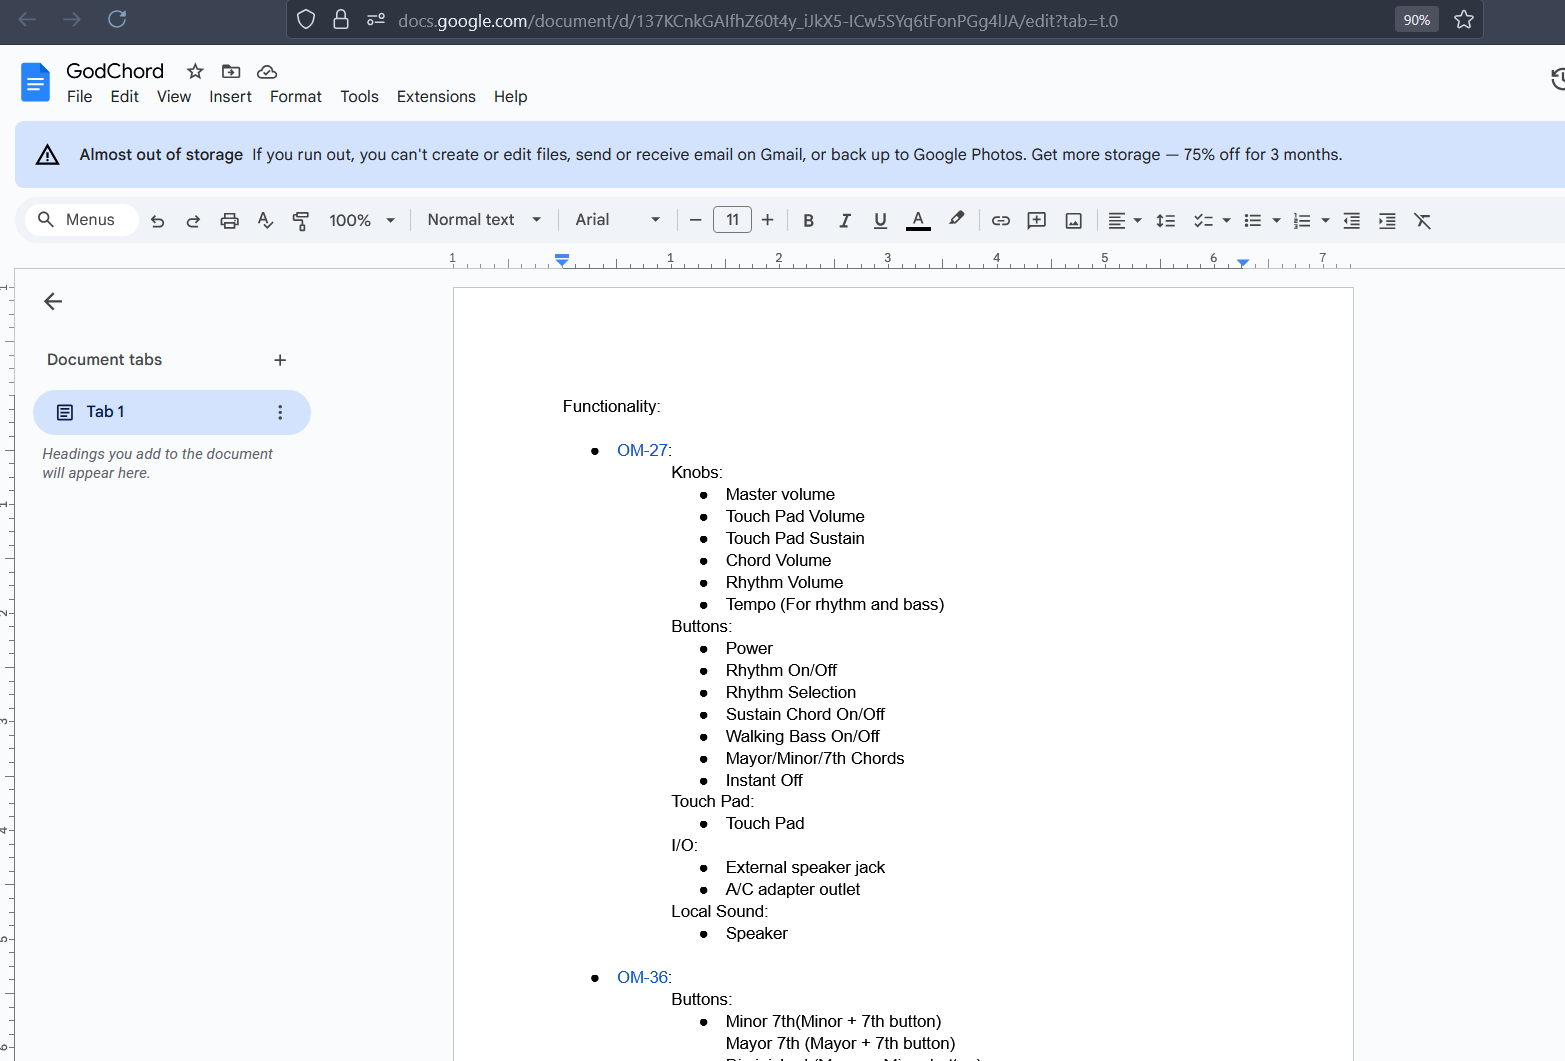 docs.google.com/document/d/137KCnkGAIfhZ60t4y_iJkX5-ICw5SYq6tFonPGg4lJA/edit?tab=t.0
90%
GodChord
File Edit View Insert Format Tools Extensions Help
Almost out of storage If you run out, you can't create or edit files, send or receive email on Gmail, or back up to Google Photos. Get more storage — 75% off for 3 months.
Menus 100% Normal text Arial 11 B I U A
1 1 2 3 4 5 6 7
Document tabs
Tab 1
Headings you add to the document
will appear here.
1
1
2
3
4
5
6
Functionality:
● OM-27:
Knobs:
● Master volume
● Touch Pad Volume
● Touch Pad Sustain
● Chord Volume
● Rhythm Volume
● Tempo (For rhythm and bass)
Buttons:
● Power
● Rhythm On/Off
● Rhythm Selection
● Sustain Chord On/Off
● Walking Bass On/Off
● Mayor/Minor/7th Chords
● Instant Off
Touch Pad:
● Touch Pad
I/O:
● External speaker jack
● A/C adapter outlet
Local Sound:
● Speaker
● OM-36:
Buttons:
● Minor 7th(Minor + 7th button)
Mayor 7th (Mayor + 7th button)